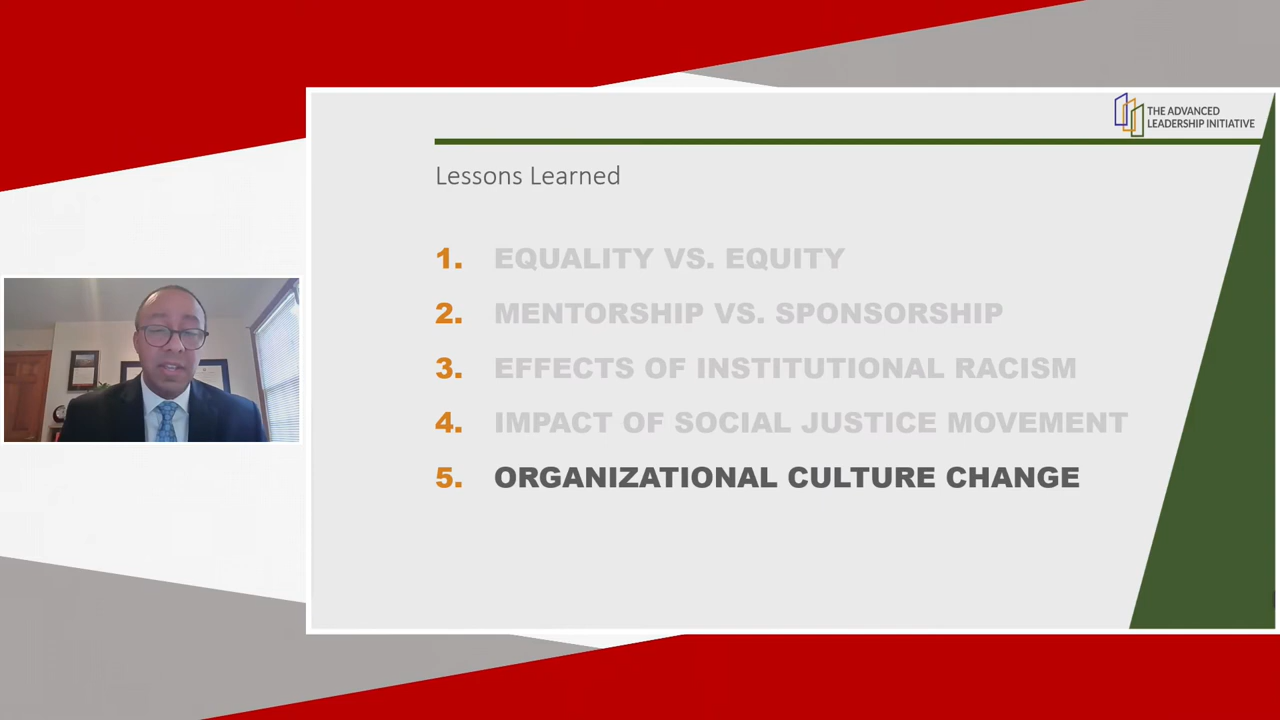 THE ADVANCED
LEADERSHIP INITIATIVE
Lessons Learned
1. EQUALITY VS. EQUITY
2. MENTORSHIP VS. SPONSORSHIP
3. EFFECTS OF INSTITUTIONAL RACISM
4. IMPACT OF SOCIAL JUSTICE MOVEMENT
5. ORGANIZATIONAL CULTURE CHANGE